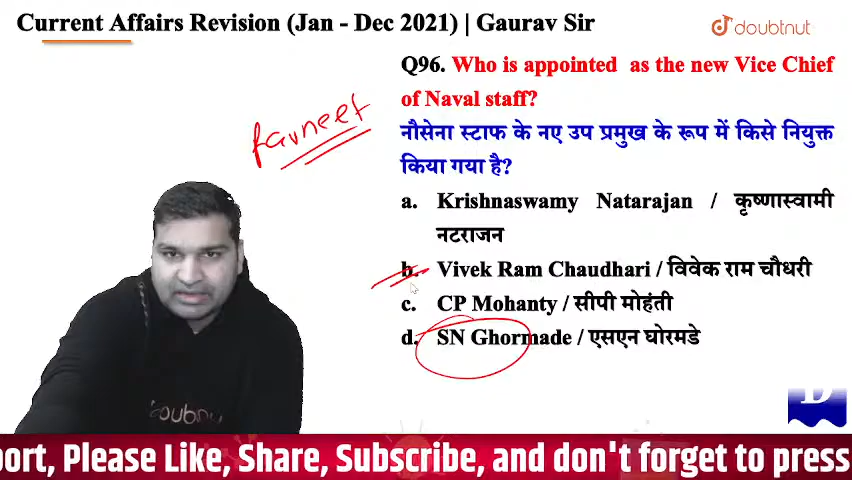 Current Affairs Revision (Jan - Dec 2021) | Gaurav Sir
doubtnut
Q96. Who is appointed as the new Vice Chief
of Naval staff?
नौसेना स्टाफ के नए उप प्रमुख के रूप में किसे नियुक्त
किया गया है?
a. Krishnaswamy Natarajan / कृष्णास्वामी
नटराजन
b. Vivek Ram Chaudhari / विवेक राम चौधरी
c. CP Mohanty / सीपी मोहंती
d. SN Ghormade / एसएन घोरमडे
doubtnut
port, Please Like, Share, Subscribe, and don't forget to press